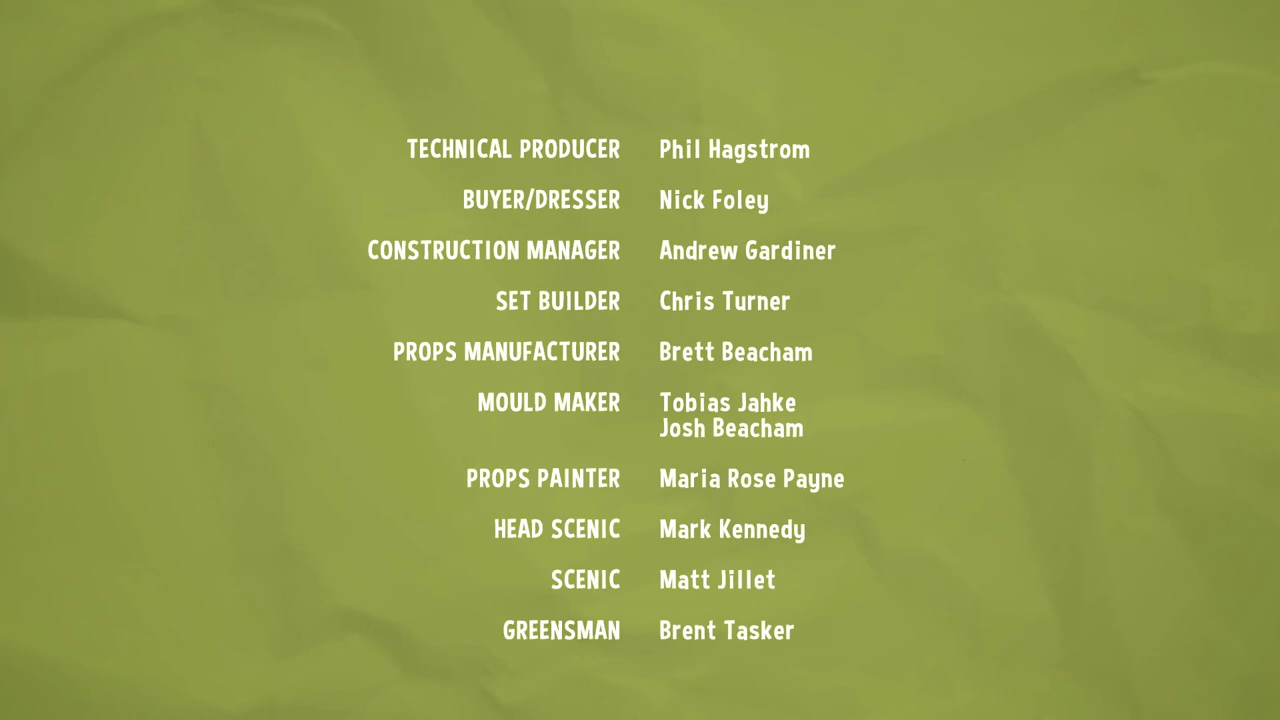 TECHNICAL PRODUCER Phil Hagstrom
BUYER/DRESSER Nick Foley
CONSTRUCTION MANAGER Andrew Gardiner
SET BUILDER Chris Turner
PROPS MANUFACTURER Brett Beacham
MOULD MAKER Tobias Jahke
Josh Beacham
PROPS PAINTER Maria Rose Payne
HEAD SCENIC Mark Kennedy
SCENIC Matt Jillet
GREENSMAN Brent Tasker